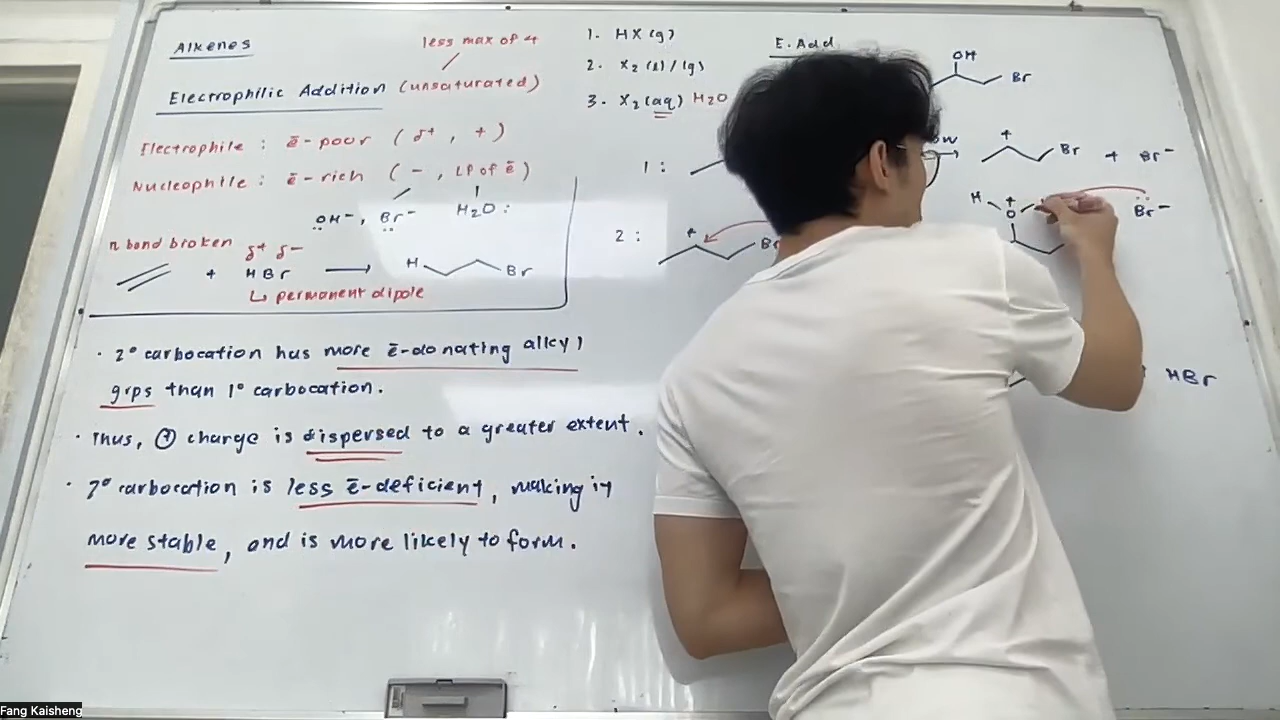 Alkenes
less max of 4
Electrophilic Addition (unsaturated)
Electrophile : ē-poor ( δ+ , + )
Nucleophile : ē-rich ( - , LP of ē )
OH⁻, Br⁻ H₂O :
π bond broken δ+ δ-
+ HBr → H Br
↳ permanent dipole
· 2° carbocation has more ē-donating alkyl
grps than 1° carbocation.
· Thus, ⊕ charge is dispersed to a greater extent.
· 2° carbocation is less ē-deficient, making it
more stable, and is more likely to form.
1. HX (g)
2. X₂ (l) / (g)
3. X₂ (aq) H₂O
E. Add
OH
Br
1 :
+ Br + Br⁻
2 :
+ Br
H + O
Br⁻
HBr
Fang Kaisheng